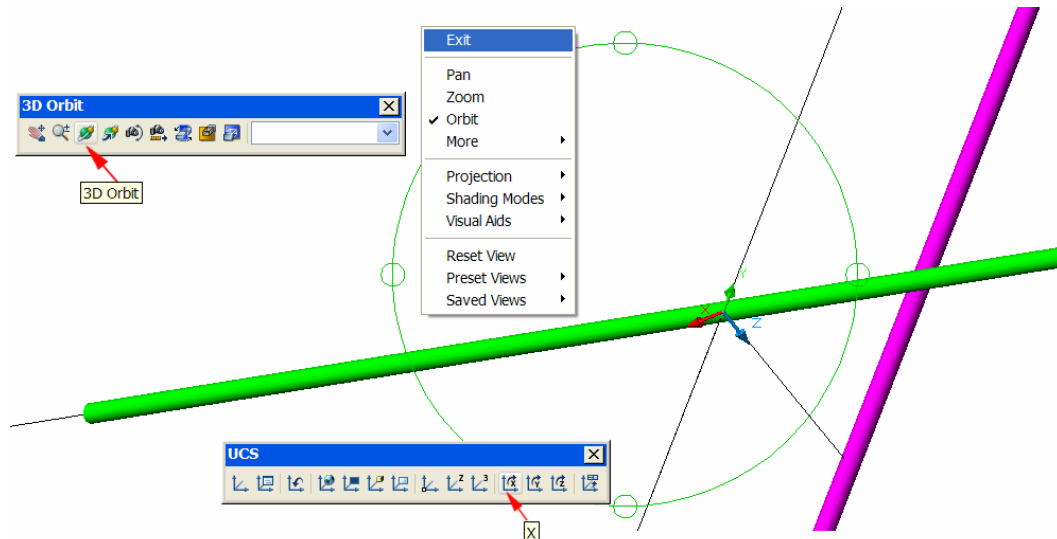 Exit
Pan
Zoom
Orbit
More
Projection
Shading Modes
Visual Aids
Reset View
Preset Views
Saved Views
3D Orbit
3D Orbit
Y
X
Z
UCS
X